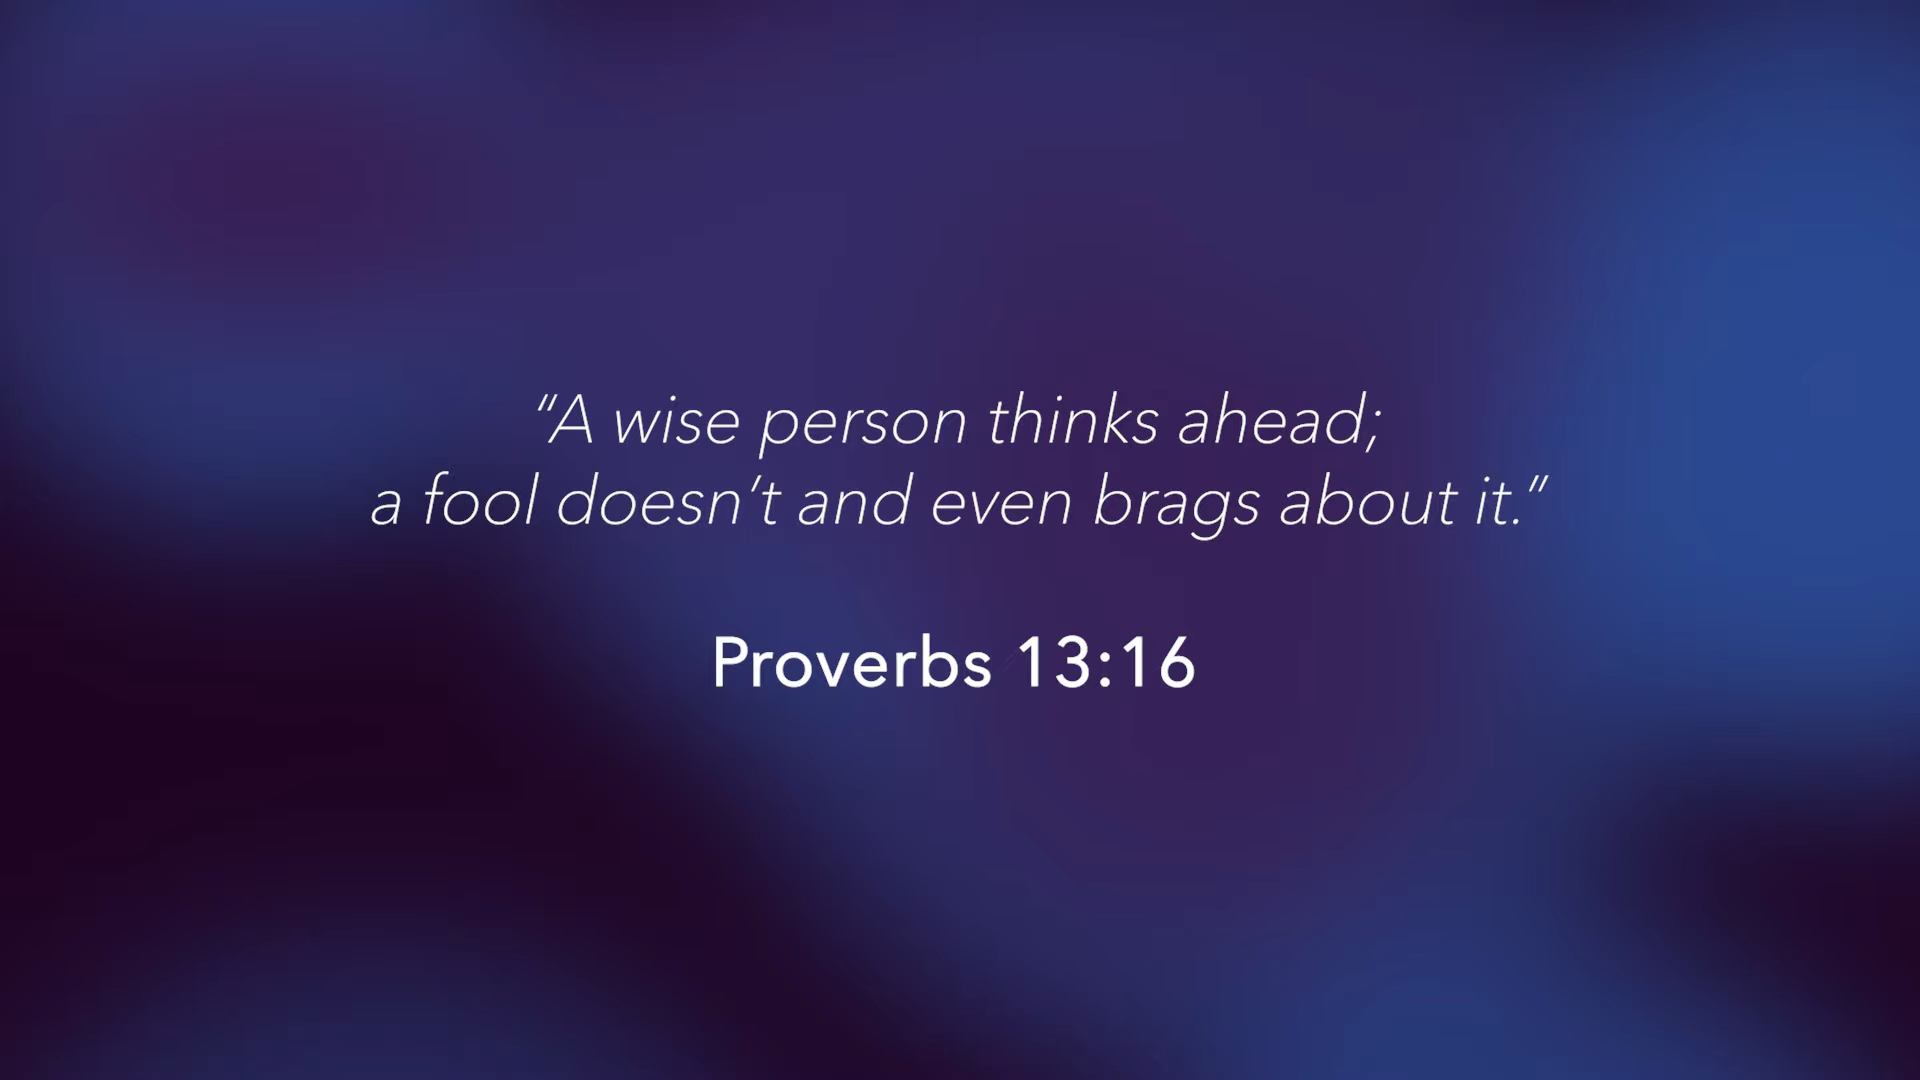 “A wise person thinks ahead;
a fool doesn’t and even brags about it.”
Proverbs 13:16